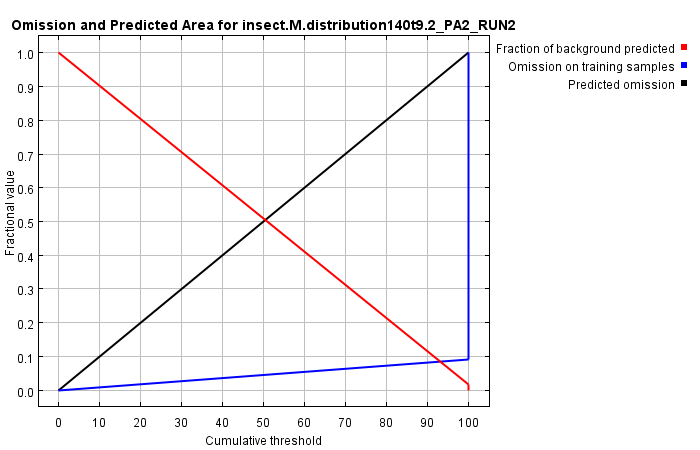 Omission and Predicted Area for insect.M.distribution140t9.2_PA2_RUN2
Fraction of background predicted
Omission on training samples
Predicted omission
Fractional value
1.0
0.9
0.8
0.7
0.6
0.5
0.4
0.3
0.2
0.1
0.0
0 10 20 30 40 50 60 70 80 90 100
Cumulative threshold